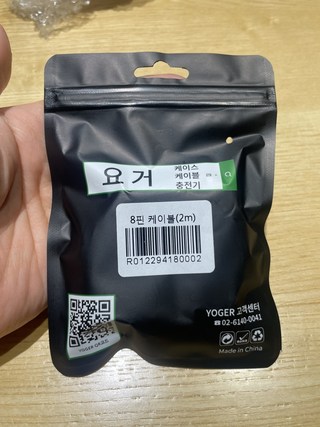 요거
케이스
케이블
충전기
8핀 케이블(2m)
R012294180002
YOGER 고객센터
☎02-6140-0041
Made in China